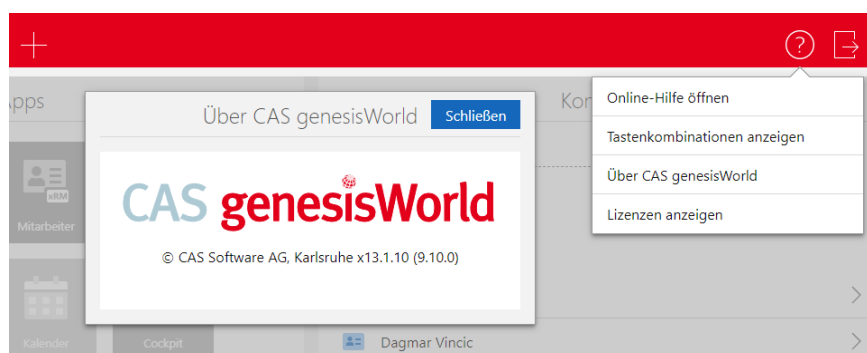 +
?
Apps
Kor
Über CAS genesisWorld Schließen
Online-Hilfe öffnen
Tastenkombinationen anzeigen
Über CAS genesisWorld
Lizenzen anzeigen
xRM
Mitarbeiter
CAS genesisWorld
© CAS Software AG, Karlsruhe x13.1.10 (9.10.0)
Kalender
Cockpit
Dagmar Vincic